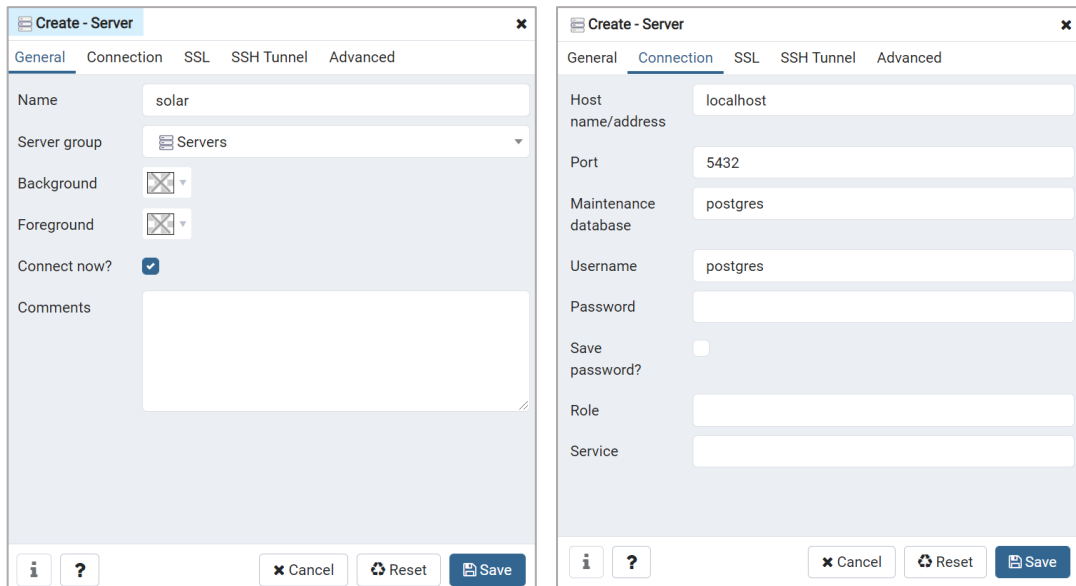 Create - Server
General Connection SSL SSH Tunnel Advanced
Name solar
Server group Servers
Background
Foreground
Connect now?
Comments
i ? Cancel Reset Save
Create - Server
General Connection SSL SSH Tunnel Advanced
Host
name/address
localhost
Port 5432
Maintenance
database
postgres
Username postgres
Password
Save
password?
Role
Service
i ? Cancel Reset Save